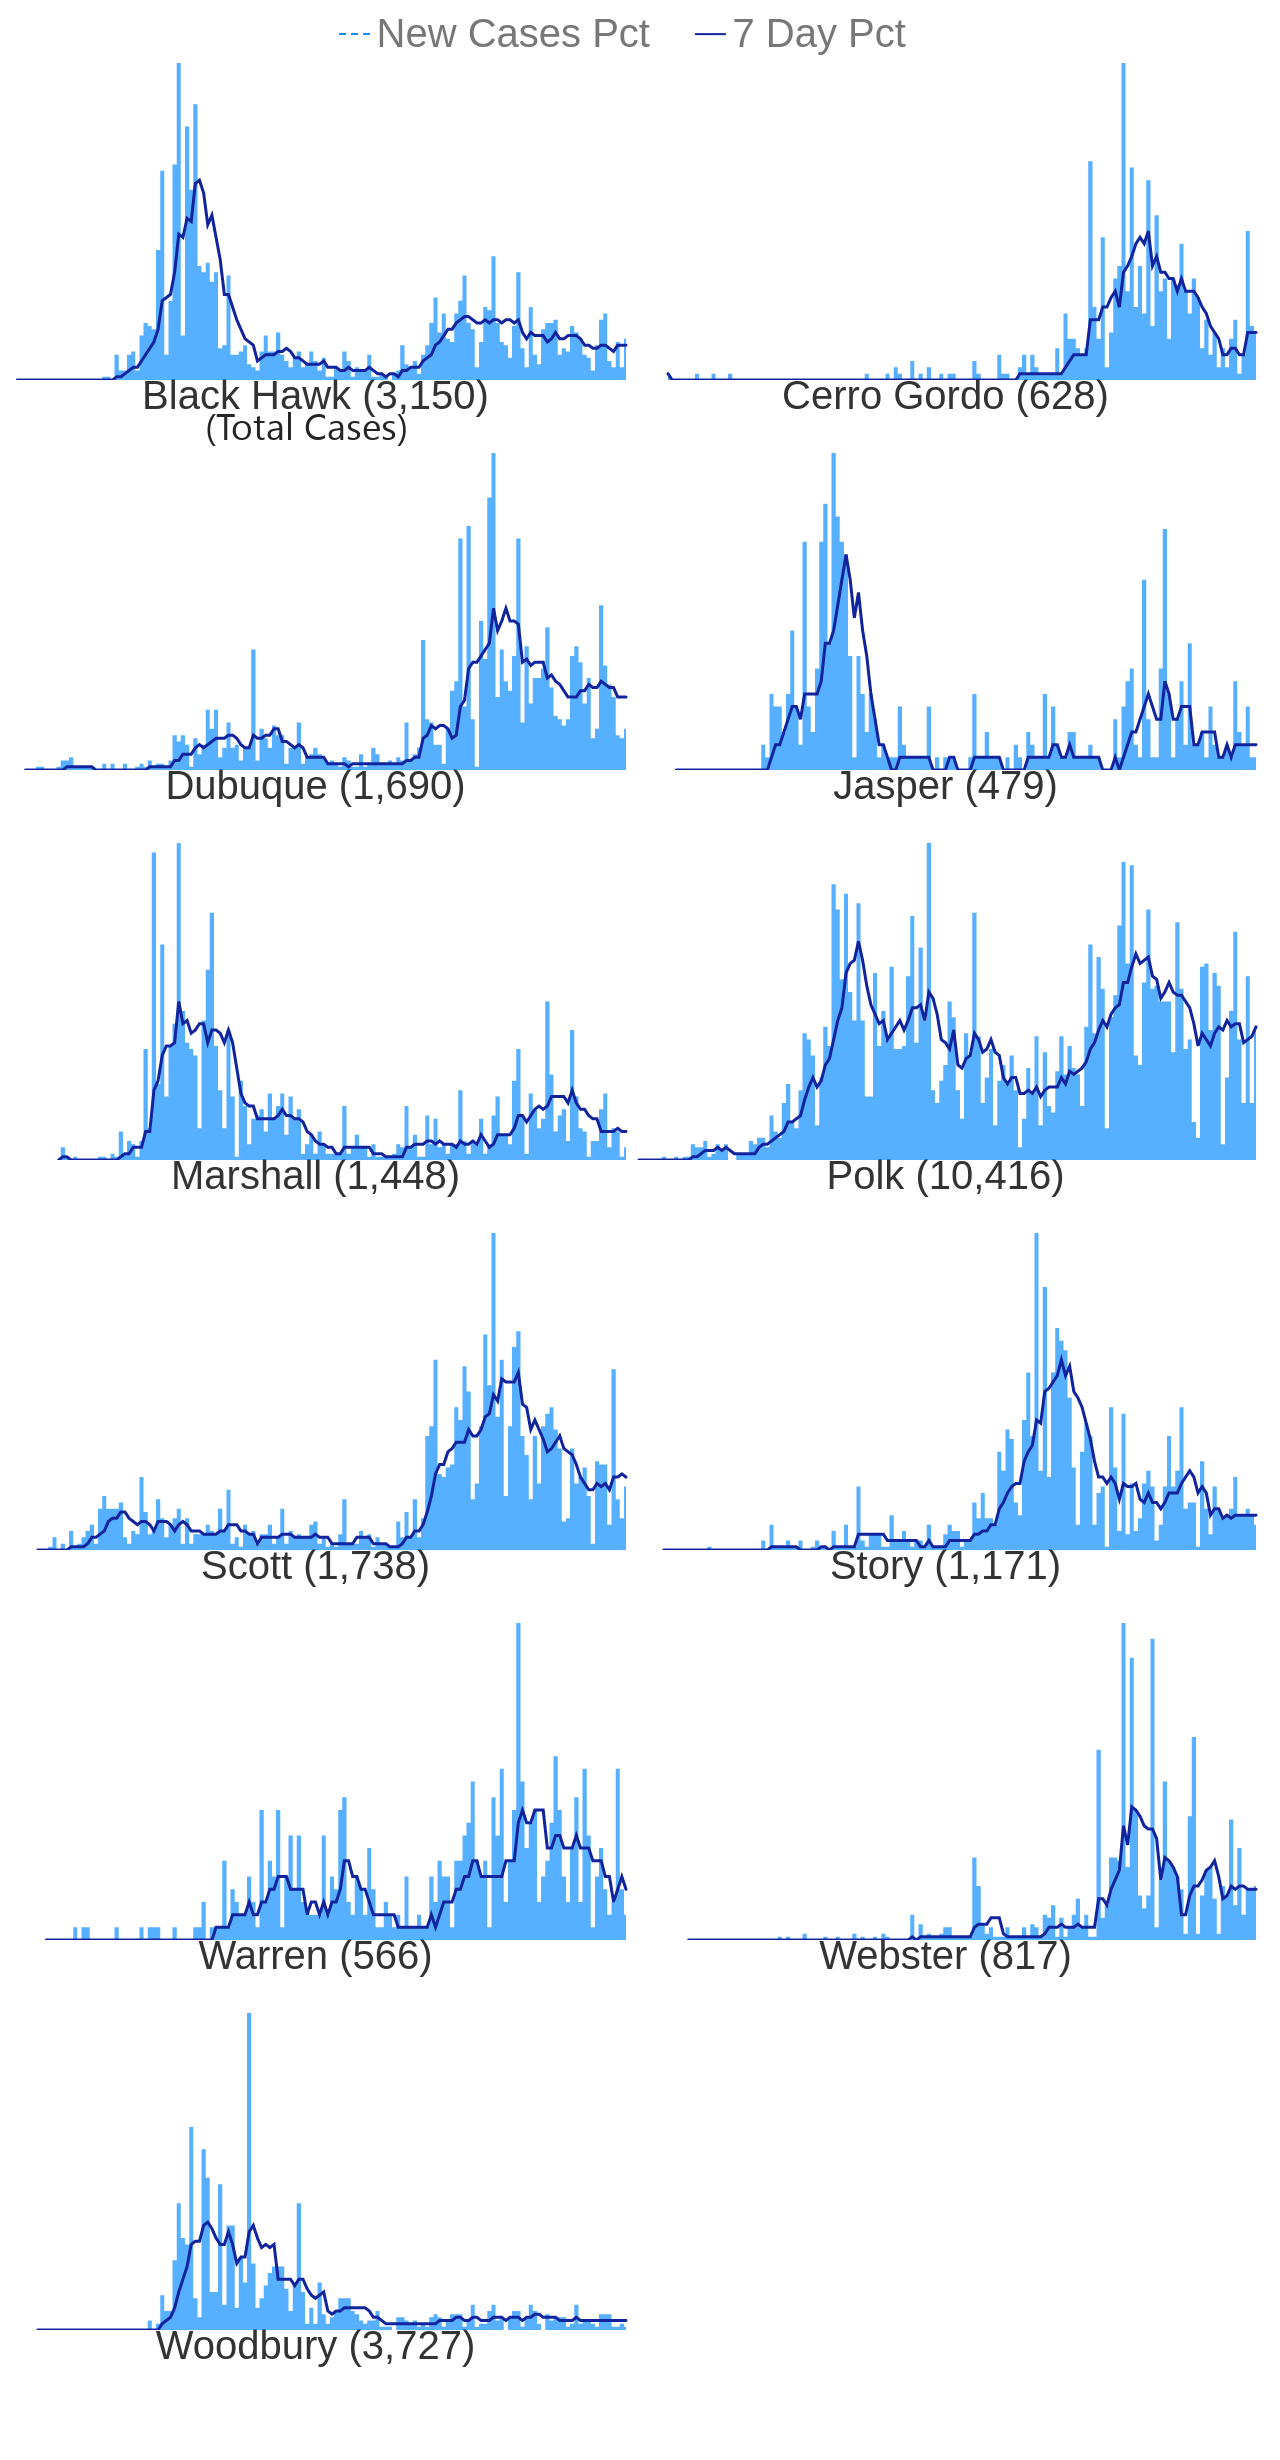 New Cases Pct 7 Day Pct
Black Hawk (3,150) Cerro Gordo (628)
(Total Cases)
Dubuque (1,690) Jasper (479)
Marshall (1,448) Polk (10,416)
Scott (1,738) Story (1,171)
Warren (566) Webster (817)
Woodbury (3,727)